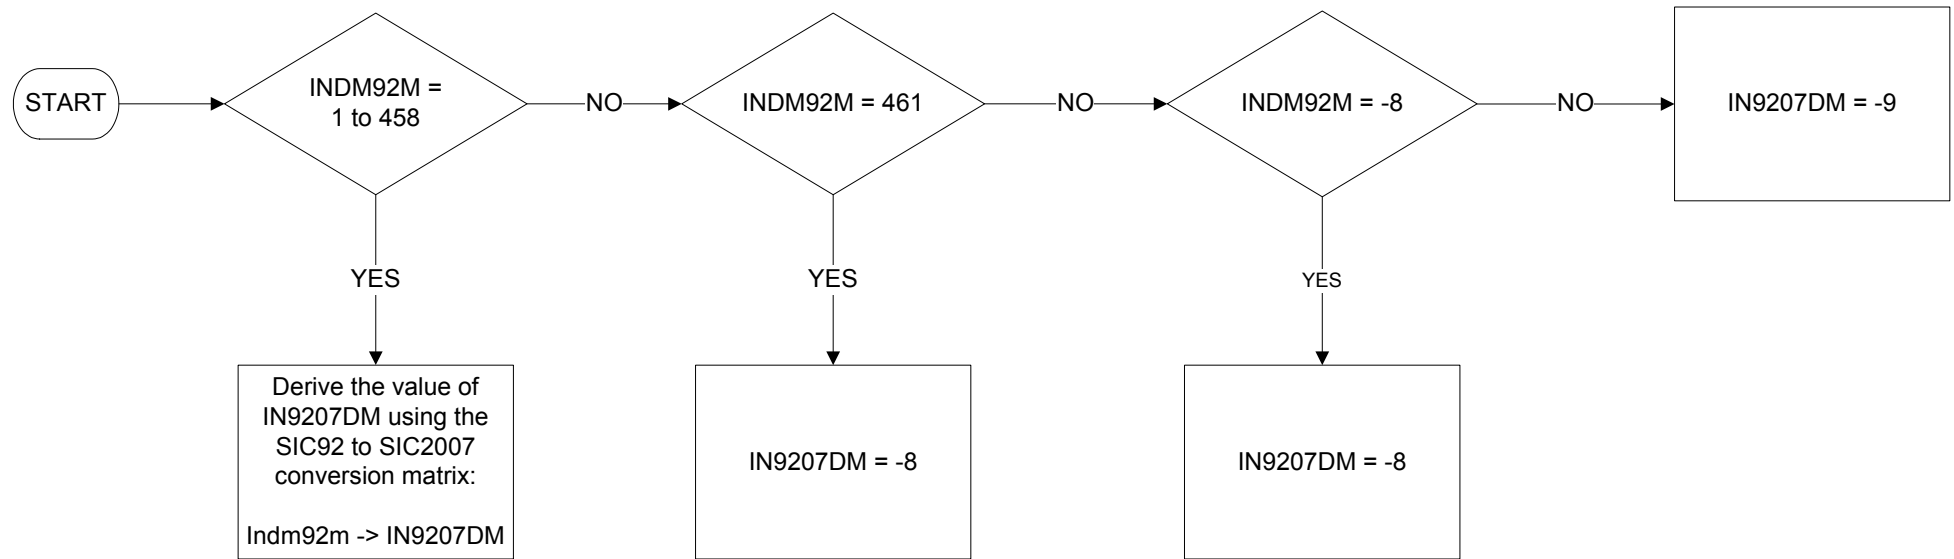 START
INDM92M =
1 to 458
NO
INDM92M = 461
NO
INDM92M = -8
NO
IN9207DM = -9
YES
YES
YES
Derive the value of
IN9207DM using the
SIC92 to SIC2007
conversion matrix:
Indm92m -> IN9207DM
IN9207DM = -8
IN9207DM = -8